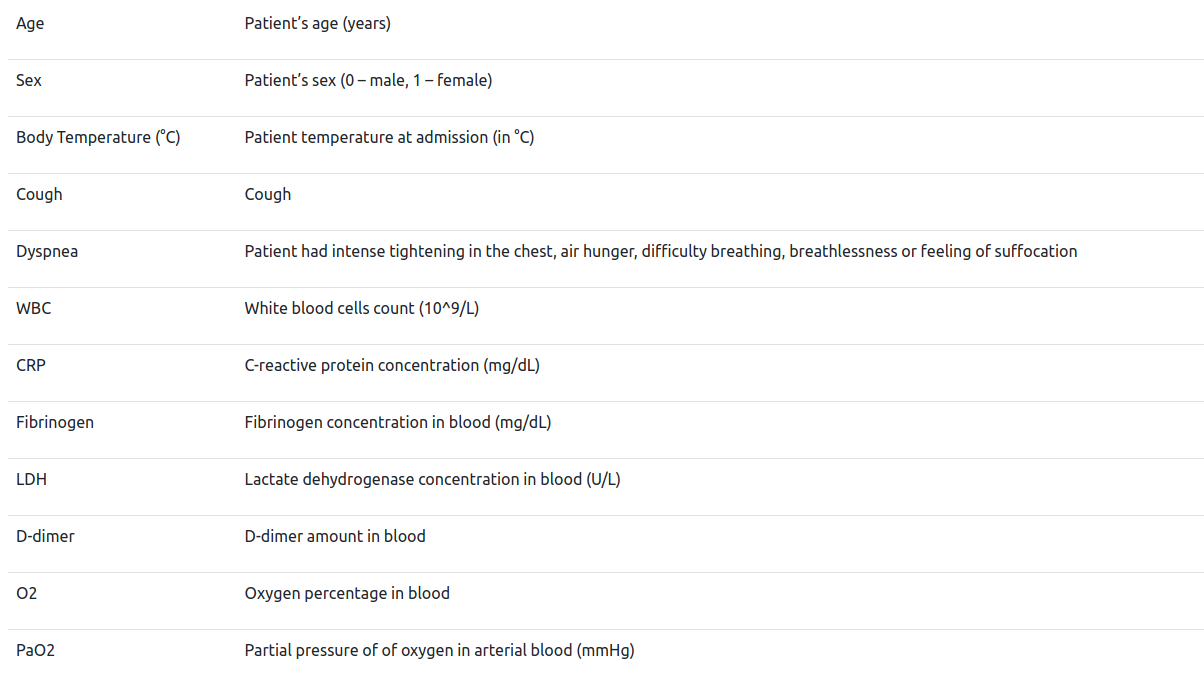 Age Patient’s age (years)
Sex Patient’s sex (0 – male, 1 – female)
Body Temperature (°C) Patient temperature at admission (in °C)
Cough Cough
Dyspnea Patient had intense tightening in the chest, air hunger, difficulty breathing, breathlessness or feeling of suffocation
WBC White blood cells count (10^9/L)
CRP C-reactive protein concentration (mg/dL)
Fibrinogen Fibrinogen concentration in blood (mg/dL)
LDH Lactate dehydrogenase concentration in blood (U/L)
D-dimer D-dimer amount in blood
O2 Oxygen percentage in blood
PaO2 Partial pressure of of oxygen in arterial blood (mmHg)